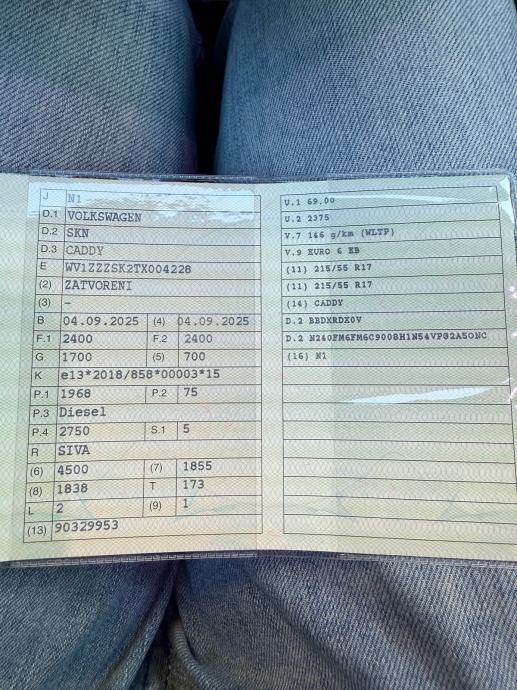 J N1
D.1 VOLKSWAGEN
D.2 SKN
D.3 CADDY
E WV1ZZZSK2TX004228
(2) ZATVORENI
(3) –
B 04.09.2025 (4) 04.09.2025
F.1 2400 F.2 2400
G 1700 (5) 700
K e13*2018/858*00003*15
P.1 1968 P.2 75
P.3 Diesel
P.4 2750 S.1 5
R SIVA
(6) 4500 (7) 1855
(8) 1838 T 173
L 2 (9) 1
(13) 90329953
U.1 69.00
U.2 2375
V.7 146 g/km (WLTP)
V.9 EURO 6 EB
(11) 215/55 R17
(11) 215/55 R17
(14) CADDY
D.2 BBDXRDX0V
D.2
(16) N1